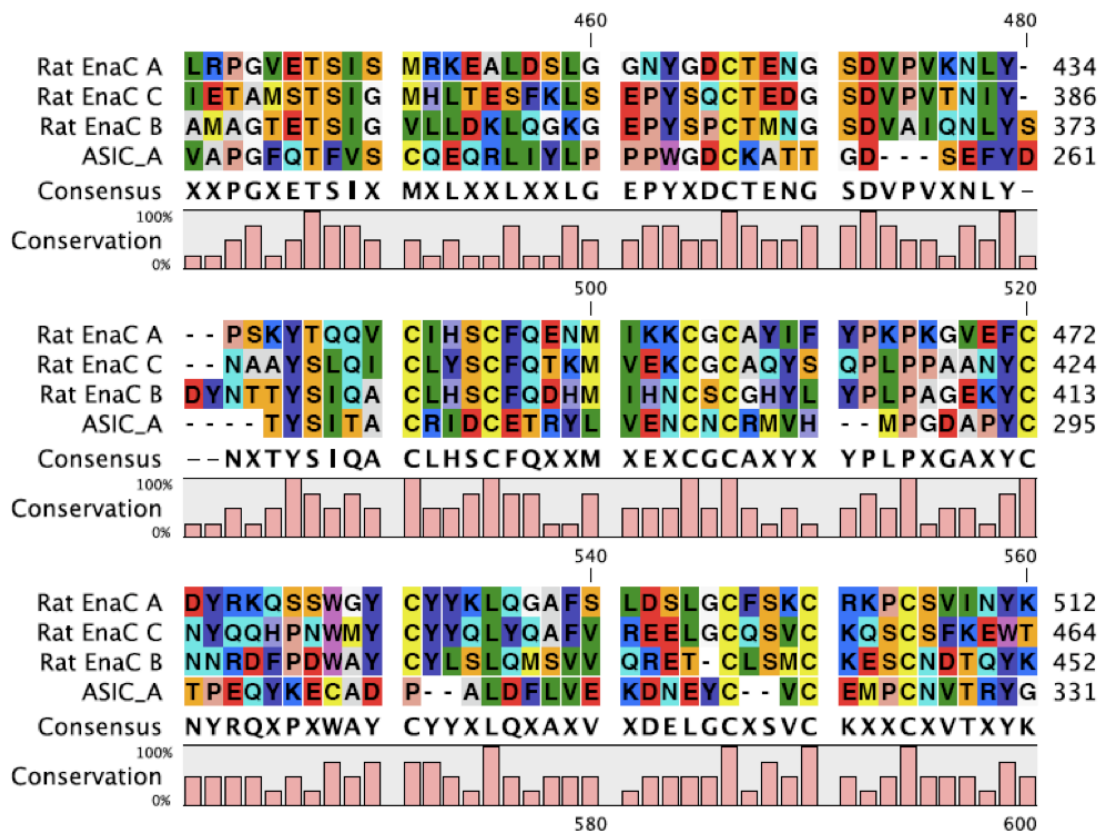 460 480
Rat EnaC A LRPGVETSIS MRKEALDSLG GNYGDCTENG SDVPVKNLY- 434
Rat EnaC C IETAMSTSIG MHLTESFKLS EPYSQCTEDG SDVPVTNIY- 386
Rat EnaC B AMAGTETSIG VLLDKLQGKG EPYSPCTMNG SDVAIQNLYS 373
ASIC_A VAPGFQTFVS CQEQRLIYLP PPWGDCKATT GD---SEFYD 261
Consensus XXPGXETSIX MXLXXLXXLG EPYXDCTENG SDVPVXNLY-
100%
Conservation
0%
500 520
Rat EnaC A --PSKYTQQV CIHSCFQENM IKKCGCAYIF YPKPKGVEFC 472
Rat EnaC C --NAAYSLQI CLYSCFQTKM VEKCGCAQYS QPLPPAANYC 424
Rat EnaC B DYNTTYSIQA CLHSCFQDHM IHNCSCGHYL YPLPAGEKYC 413
ASIC_A ----TYSITA CRIDCETRYL VENCNCRMVH --MPGDAPYC 295
Consensus --NXTYSIQA CLHSCFQXXM XEXCGCAXYX YPLPXGAXYC
100%
Conservation
0%
540 560
Rat EnaC A DYRKQSSWGY CYYKLQGAFS LDSLGCFSKC RKPCSVINYK 512
Rat EnaC C NYQQHPNWMY CYYQLYQAFV REELGCQSVC KQSCSFKEWT 464
Rat EnaC B NNRDFPDWAY CYLSLQMSVV QRET-CLSMC KESCNDTQYK 452
ASIC_A TPEQYKECAD P--ALDFLVE KDNEYC--VC EMPCNVTRYG 331
Consensus NYRQXPXWAY CYYXLQXAXV XDELGCXSVC KXXCXVTXYK
100%
Conservation
0%
580 600